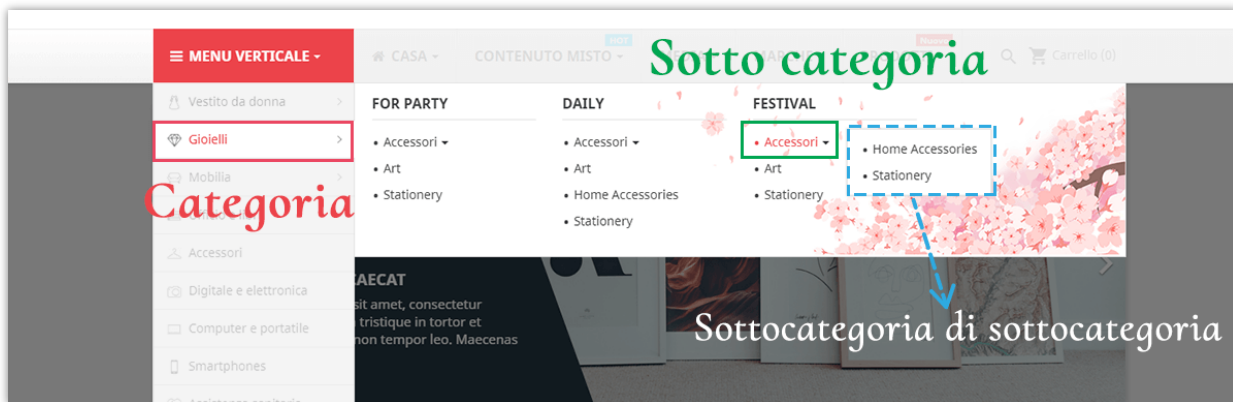 MENU VERTICALE
CASA
CONTENUTO MISTO
HOT
Sotto categoria
Carrello (0)
Vestito da donna
Gioielli
Mobilia
Categoria
Accessori
Digitale e elettronica
Computer e portatile
Smartphones
FOR PARTY
Accessori
Art
Stationery
DAILY
Accessori
Art
Home Accessories
Stationery
FESTIVAL
Accessori
Art
Stationery
Home Accessories
Stationery
AECAT
sit amet, consectetur
tristique in tortor et
non tempor leo. Maecenas
Sottocategoria di sottocategoria